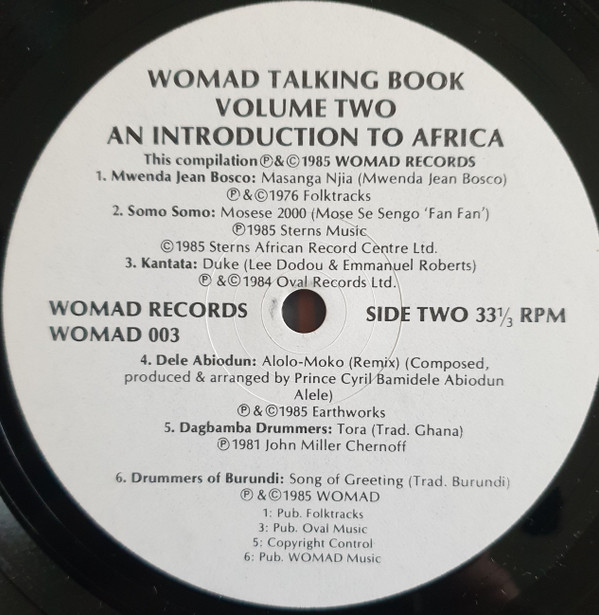 WOMAD TALKING BOOK
VOLUME TWO
AN INTRODUCTION TO AFRICA
This compilation Ⓟ&©1985 WOMAD RECORDS
1. Mwenda Jean Bosco: Masanga Njia (Mwenda Jean Bosco)
Ⓟ&©1976 Folktracks
2. Somo Somo: Mosese 2000 (Mose Se Sengo ‘Fan Fan’)
Ⓟ1985 Sterns Music
©1985 Sterns African Record Centre Ltd.
3. Kantata: Duke (Lee Dodou & Emmanuel Roberts)
Ⓟ &©1984 Oval Records Ltd.
WOMAD RECORDS
WOMAD 003
SIDE TWO 33⅓ RPM
4. Dele Abiodun: Alolo-Moko (Remix) (Composed,
produced & arranged by Prince Cyril Bamidele Abiodun
Alele)
Ⓟ &©1985 Earthworks
5. Dagbamba Drummers: Tora (Trad. Ghana)
Ⓟ1981 John Miller Chernoff
6. Drummers of Burundi: Song of Greeting (Trad. Burundi)
Ⓟ &©1985 WOMAD
1: Pub. Folktracks
3: Pub. Oval Music
5: Copyright Control
6: Pub. WOMAD Music